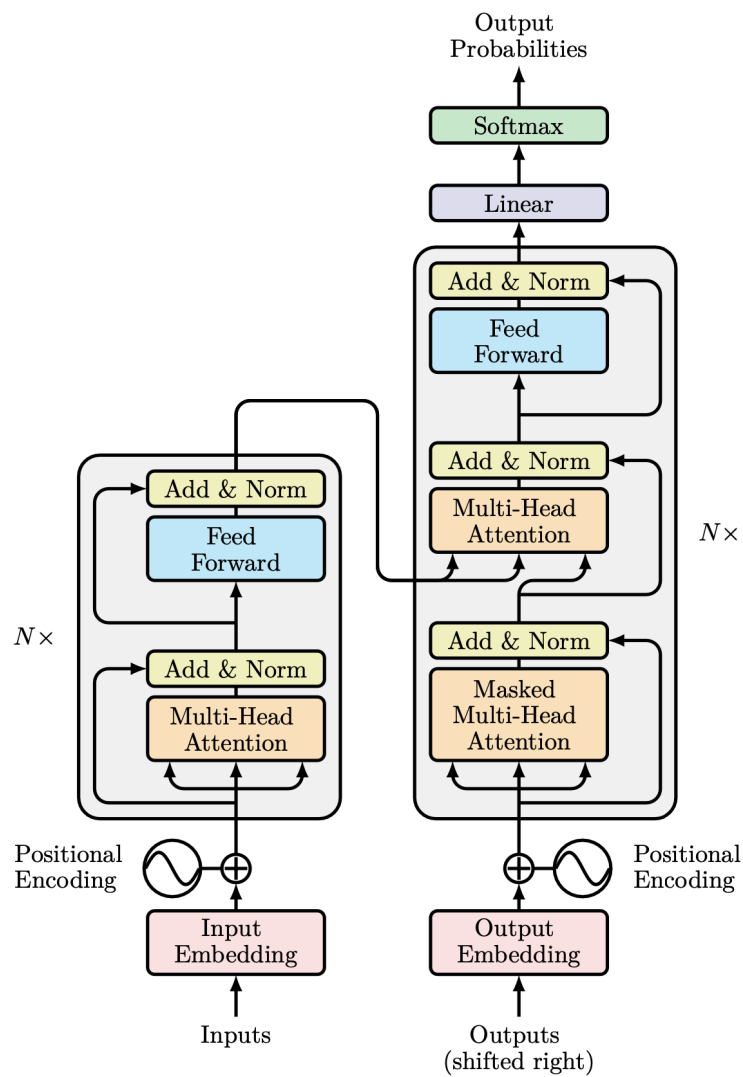 Output
Probabilities
Softmax
Linear
Add & Norm
Feed
Forward
Add & Norm
Multi-Head
Attention
N×
Add & Norm
Masked
Multi-Head
Attention
Add & Norm
Feed
Forward
N×
Add & Norm
Multi-Head
Attention
Positional
Encoding
Positional
Encoding
Input
Embedding
Output
Embedding
Inputs
Outputs
(shifted right)